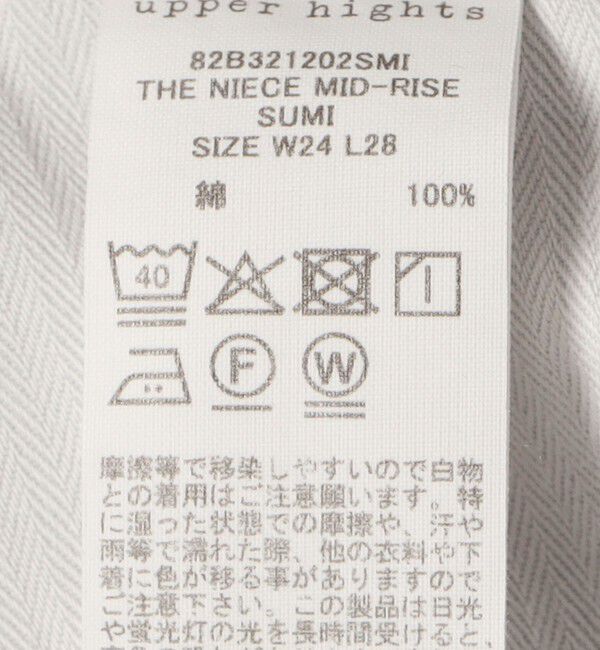 upper hights
82B321202SMI
THE NIECE MID-RISE
SUMI
SIZE W24 L28
綿 100%
40
F W
摩擦等で移染しやすいので白物
との着用はご注意願います。特
に湿った状態での摩擦や、汗や
雨等で濡れた際、他の衣料や下
着に色が移る事がありますので
ご注意下さい。この製品は日光
や蛍光灯の光を長時間受けると、